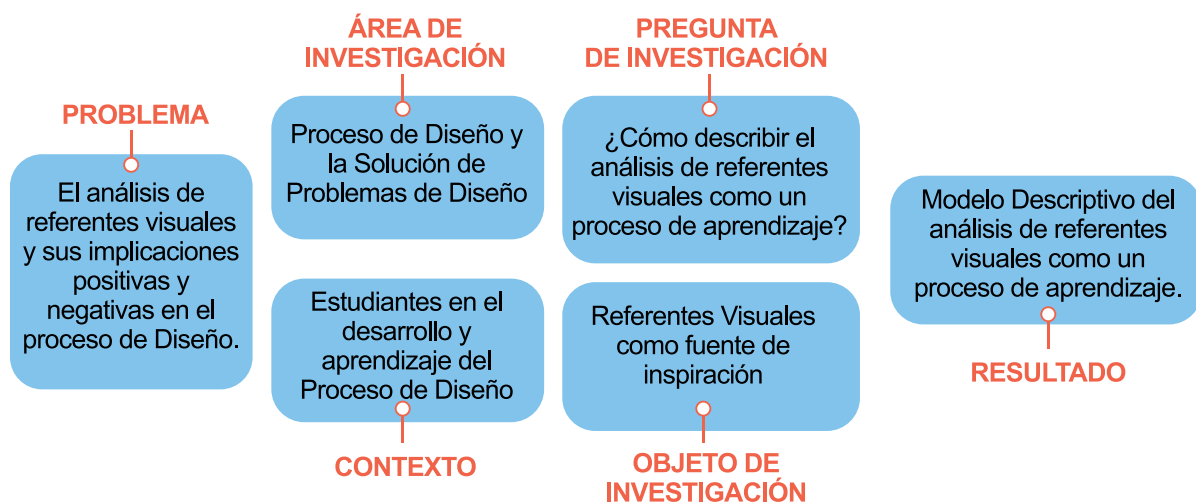 PROBLEMA
El análisis de
referentes visuales
y sus implicaciones
positivas y
negativas en el
proceso de Diseño.
ÁREA DE
INVESTIGACIÓN
Proceso de Diseño y
la Solución de
Problemas de Diseño
Estudiantes en el
desarrollo y
aprendizaje del
Proceso de Diseño
CONTEXTO
PREGUNTA
DE INVESTIGACIÓN
¿Cómo describir el
análisis de referentes
visuales como un
proceso de aprendizaje?
Referentes Visuales
como fuente de
inspiración
OBJETO DE
INVESTIGACIÓN
Modelo Descriptivo del
análisis de referentes
visuales como un
proceso de aprendizaje.
RESULTADO